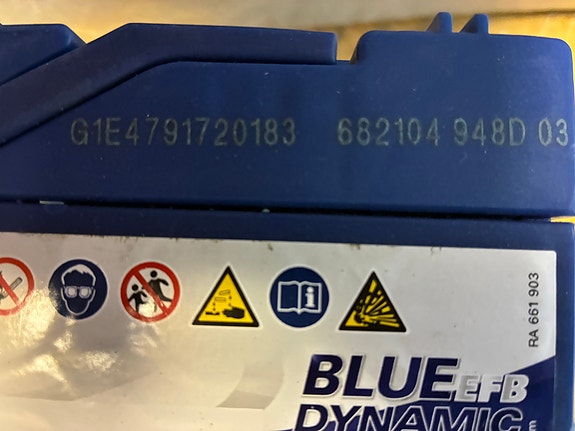 G1E4791720183 682104 948D 03
RA 661 903
BLUE EFB
DYNAMIC